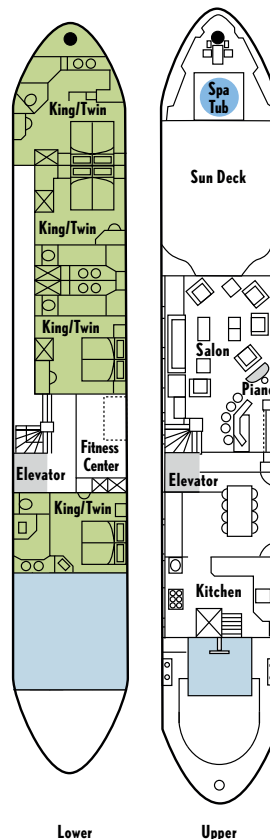 King/Twin
King/Twin
King/Twin
Fitness
Center
Elevator
King/Twin
Lower
Spa
Tub
Sun Deck
Salon
Piano
Elevator
Kitchen
Upper